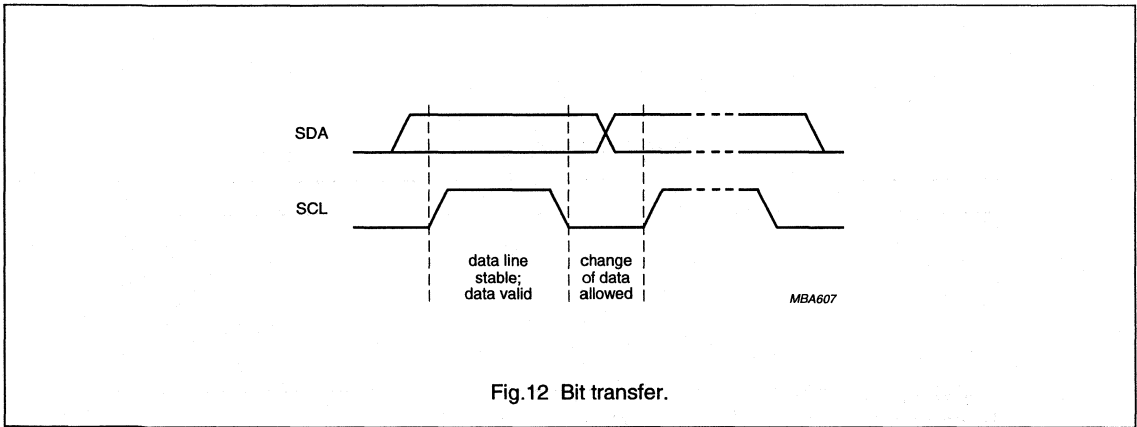 SDA
SCL
data line
stable;
data valid
change
of data
allowed
MBA607
Fig.12 Bit transfer.